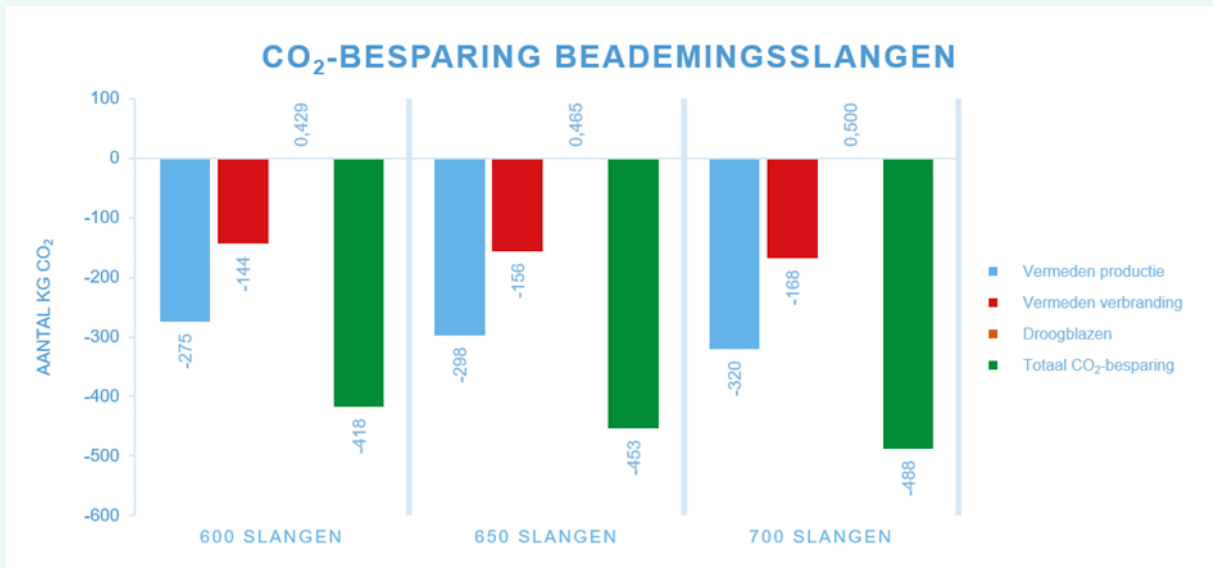 CO₂-BESPARING BEADEMINGSSLANGEN
AANTAL KG CO₂
100
0
-100
-200
-300
-400
-500
-600
-275
-144
0,429
-418
-298
-156
0,465
-453
-320
-168
0,500
-488
600 SLANGEN
650 SLANGEN
700 SLANGEN
Vermeden productie
Vermeden verbranding
Droogblazen
Totaal CO₂-besparing